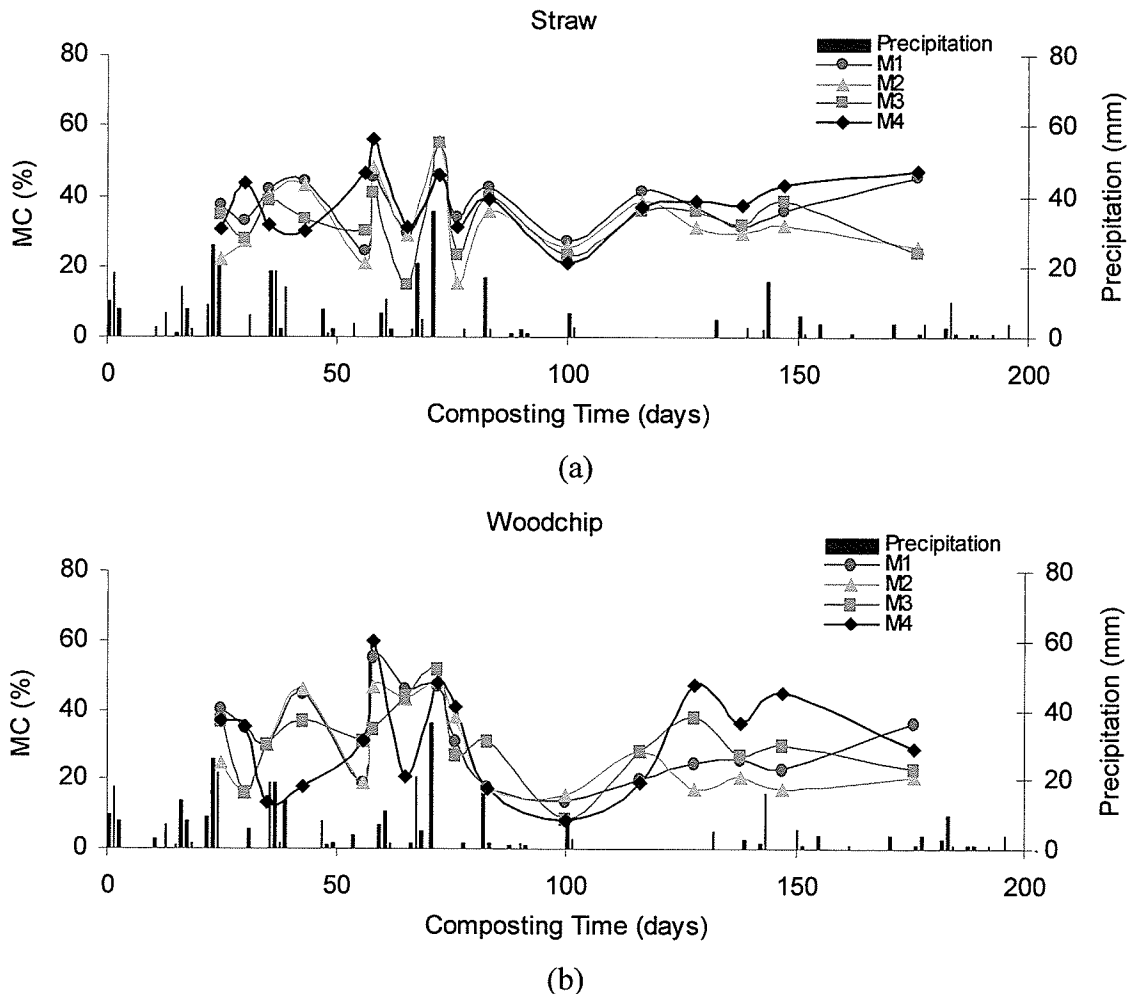 Straw
80
60
40
20
0
MC (%)
80
60
40
20
0
Precipitation (mm)
Precipitation
M1
M2
M3
M4
0 50 100 150 200
Composting Time (days)
(a)
Woodchip
80
60
40
20
0
MC (%)
80
60
40
20
0
Precipitation (mm)
Precipitation
M1
M2
M3
M4
0 50 100 150 200
Composting Time (days)
(b)